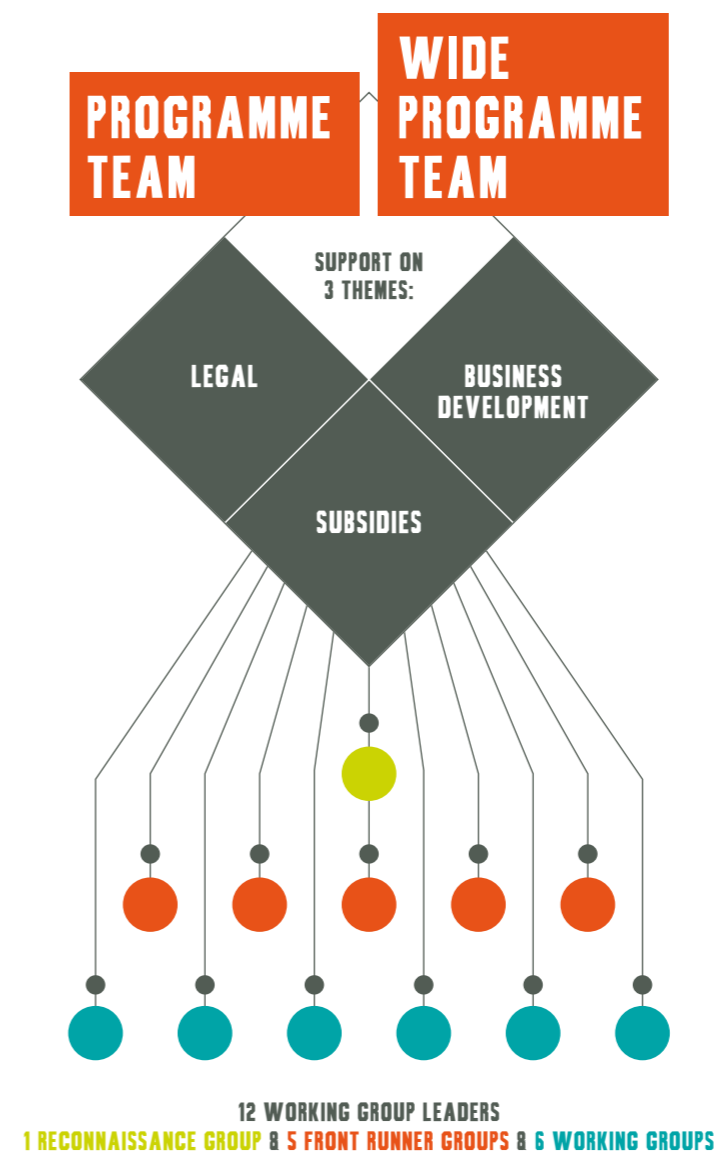 PROGRAMME
TEAM
WIDE
PROGRAMME
TEAM
SUPPORT ON
3 THEMES:
LEGAL
BUSINESS
DEVELOPMENT
SUBSIDIES
12 WORKING GROUP LEADERS
1 RECONNAISSANCE GROUP & 5 FRONT RUNNER GROUPS & 6 WORKING GROUPS